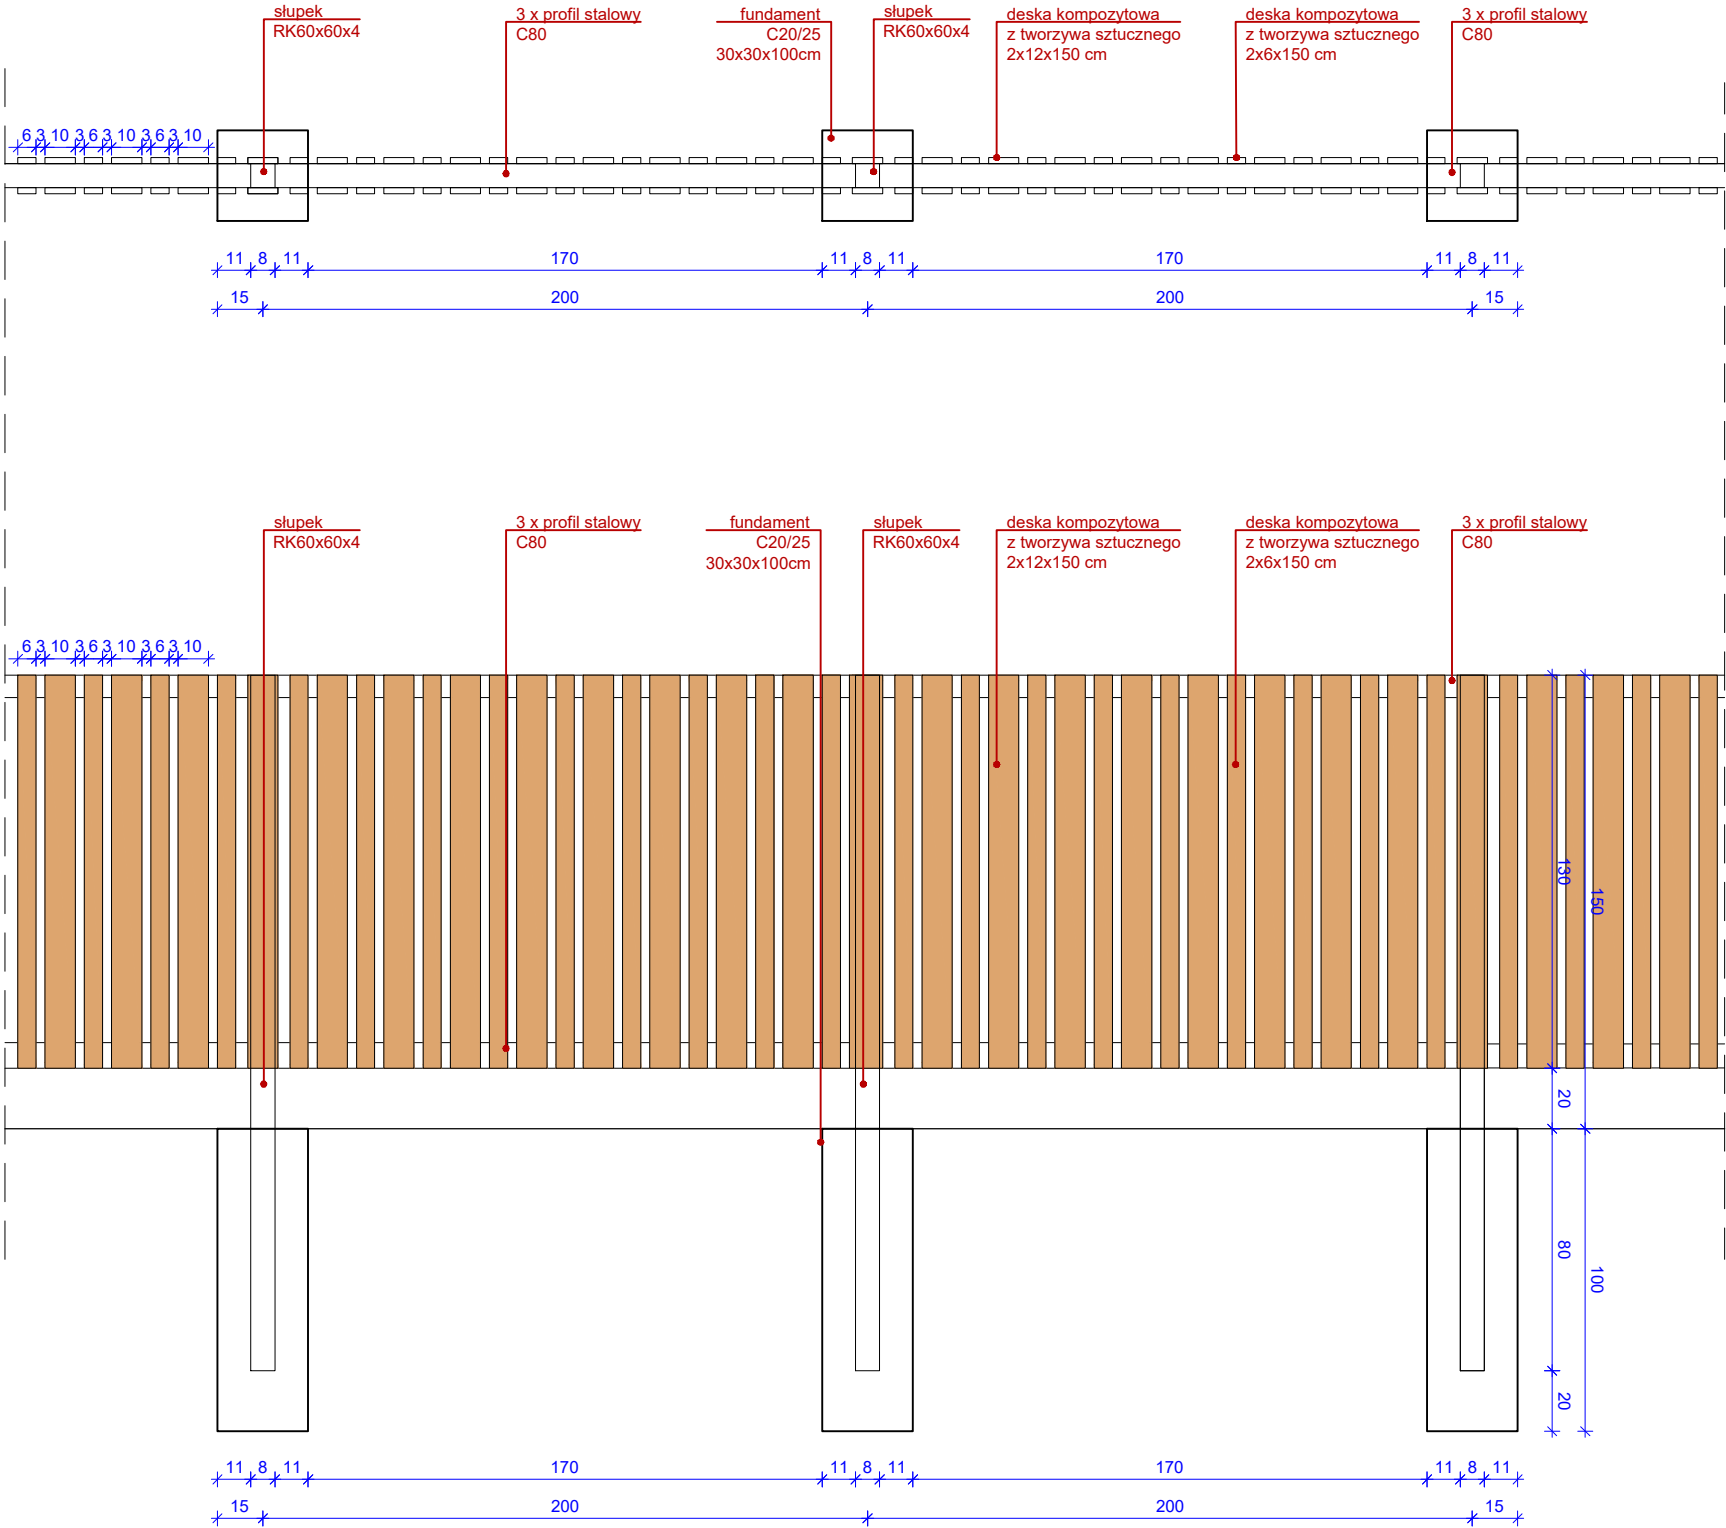 słupek
RK60x60x4
3 x profil stalowy
C80
fundament
C20/25
30x30x100cm
słupek
RK60x60x4
deska kompozytowa
z tworzywa sztucznego
2x12x150 cm
deska kompozytowa
z tworzywa sztucznego
2x6x150 cm
3 x profil stalowy
C80
6 3 10 3 6 3 10 3 6 3 10
11 8 11 170 11 8 11 170 11 8 11
15 200 200 15
słupek
RK60x60x4
3 x profil stalowy
C80
fundament
C20/25
30x30x100cm
słupek
RK60x60x4
deska kompozytowa
z tworzywa sztucznego
2x12x150 cm
deska kompozytowa
z tworzywa sztucznego
2x6x150 cm
3 x profil stalowy
C80
6 3 10 3 6 3 10 3 6 3 10
130
150
20
80
100
20
11 8 11 170 11 8 11 170 11 8 11
15 200 200 15